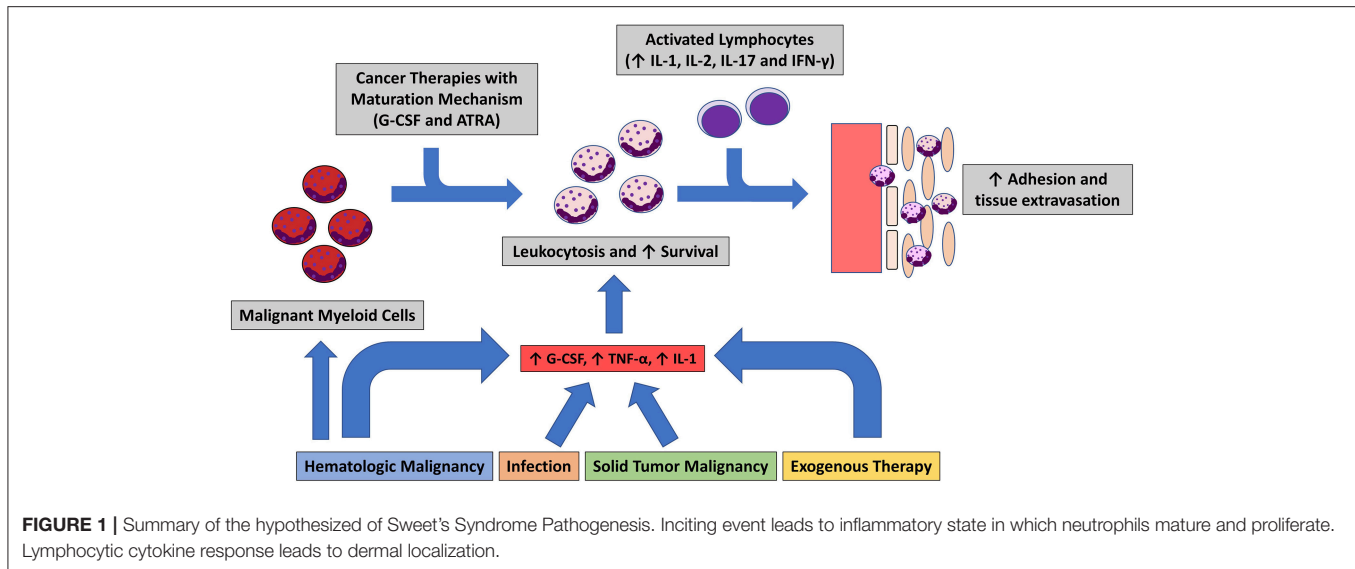 Activated Lymphocytes
(↑ IL-1, IL-2, IL-17 and IFN-γ)
Cancer Therapies with
Maturation Mechanism
(G-CSF and ATRA)
↑ Adhesion and
tissue extravasation
Leukocytosis and ↑ Survival
Malignant Myeloid Cells
↑ G-CSF, ↑ TNF-α, ↑ IL-1
Hematologic Malignancy
Infection
Solid Tumor Malignancy
Exogenous Therapy
FIGURE 1 | Summary of the hypothesized of Sweet's Syndrome Pathogenesis. Inciting event leads to inflammatory state in which neutrophils mature and proliferate.
Lymphocytic cytokine response leads to dermal localization.